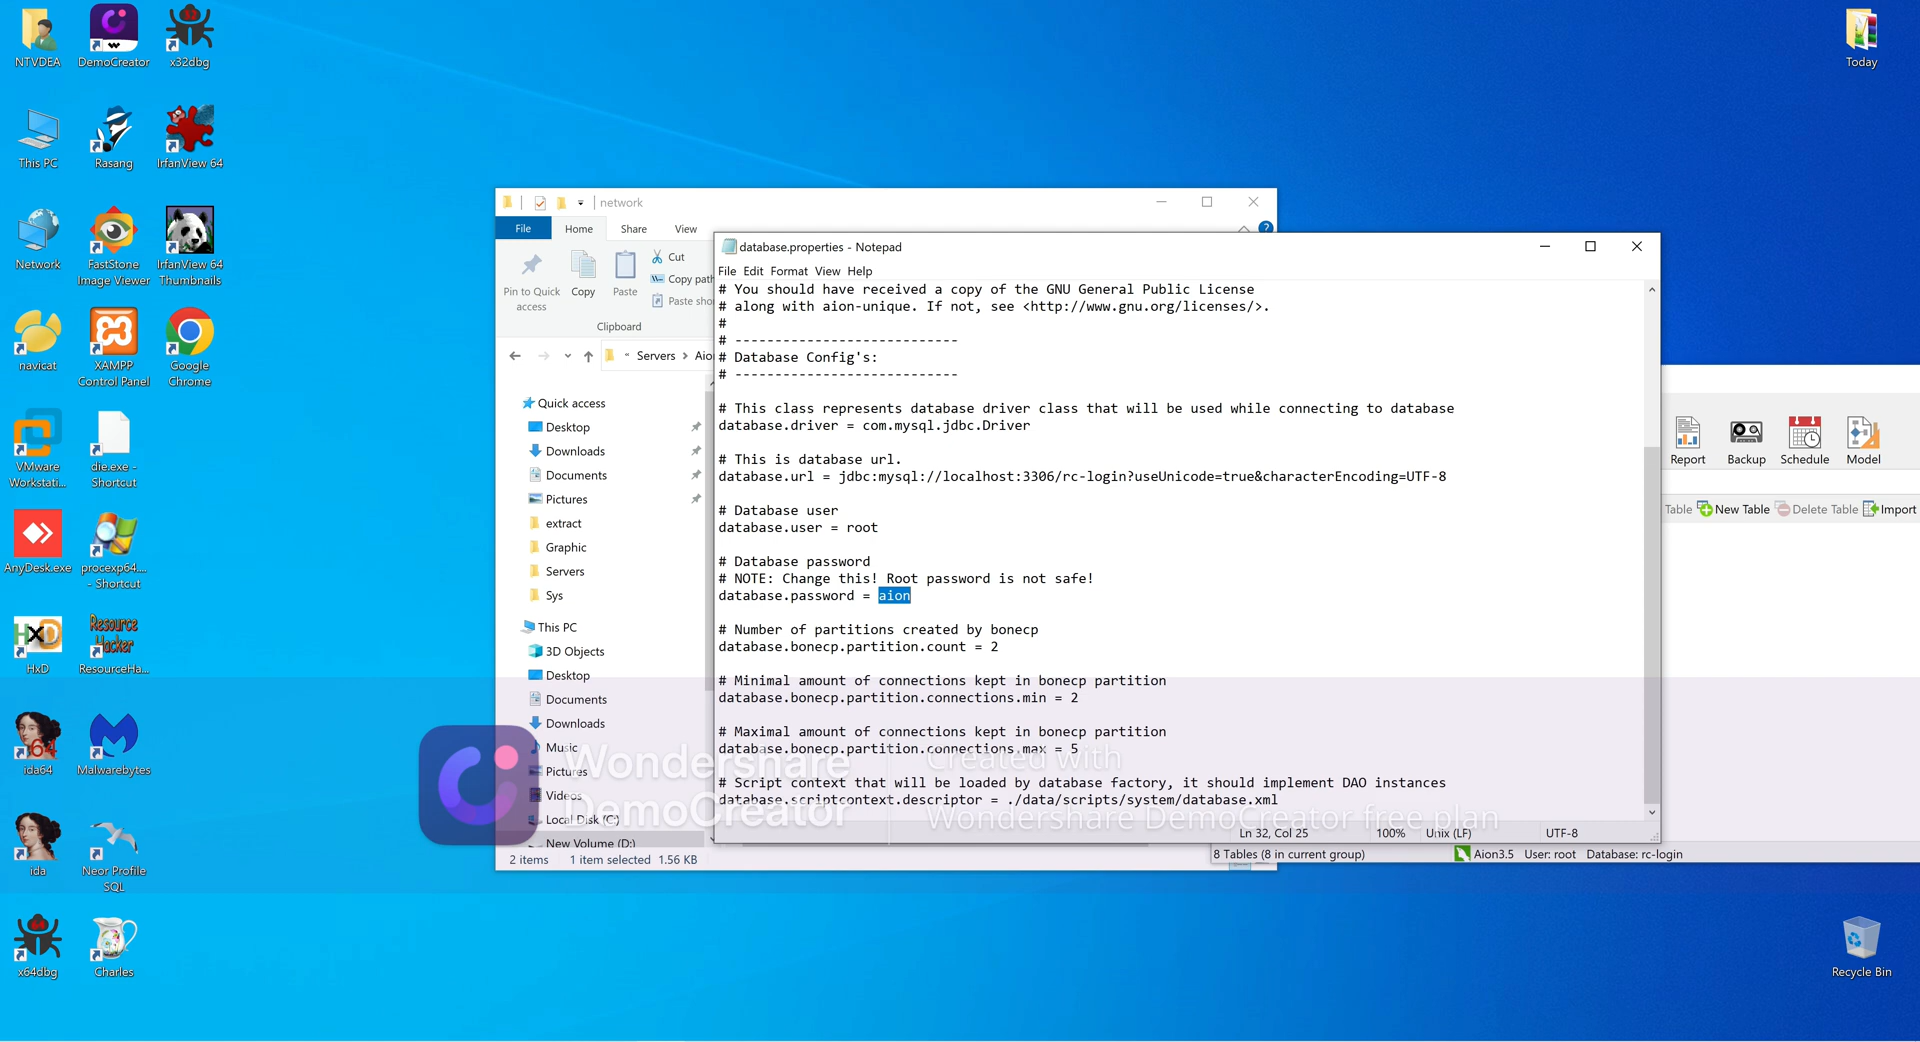 NTVDEA
DemoCreator
x32dbg
Today
This PC
Rasang
IrfanView 64
Network
FastStone
Image Viewer
IrfanView 64
Thumbnails
navicat
XAMPP
Control Panel
Google
Chrome
VMware
Workstati...
die.exe -
Shortcut
AnyDesk.exe
procexp64....
- Shortcut
HxD
HxD
Resource
Hacker
ResourceHa...
64
ida64
Malwarebytes
ida
Neor Profile
SQL
x64dbg
Charles
Recycle Bin
network
File
Home
Share
View
Pin to Quick
access
Copy
Paste
Cut
Copy path
Paste sho
Clipboard
Servers
Aion
Quick access
Desktop
Downloads
Documents
Pictures
extract
Graphic
Servers
Sys
This PC
3D Objects
Desktop
Documents
Downloads
Music
Pictures
Videos
Local Disk (C:)
New Volume (D:)
2 items 1 item selected 1.56 KB
database.properties - Notepad
File Edit Format View Help
# You should have received a copy of the GNU General Public License
# along with aion-unique. If not, see <http://www.gnu.org/licenses/>.
#
# ----------------------------
# Database Config's:
# ----------------------------
# This class represents database driver class that will be used while connecting to database
database.driver = com.mysql.jdbc.Driver
# This is database url.
database.url = jdbc:mysql://localhost:3306/rc-login?useUnicode=true&characterEncoding=UTF-8
# Database user
database.user = root
# Database password
# NOTE: Change this! Root password is not safe!
database.password = aion
# Number of partitions created by bonecp
database.bonecp.partition.count = 2
# Minimal amount of connections kept in bonecp partition
database.bonecp.partition.connections.min = 2
# Maximal amount of connections kept in bonecp partition
database.bonecp.partition.connections.max = 5
# Script context that will be loaded by database factory, it should implement DAO instances
database.scriptcontext.descriptor = ./data/scripts/system/database.xml
Ln 32, Col 25
100%
Unix (LF)
UTF-8
Report
Backup
Schedule
Model
Table
New Table
Delete Table
Import
8 Tables (8 in current group)
Aion3.5 User: root Database: rc-login
Wondershare
DemoCreator
Created with
Wondershare DemoCreator free plan